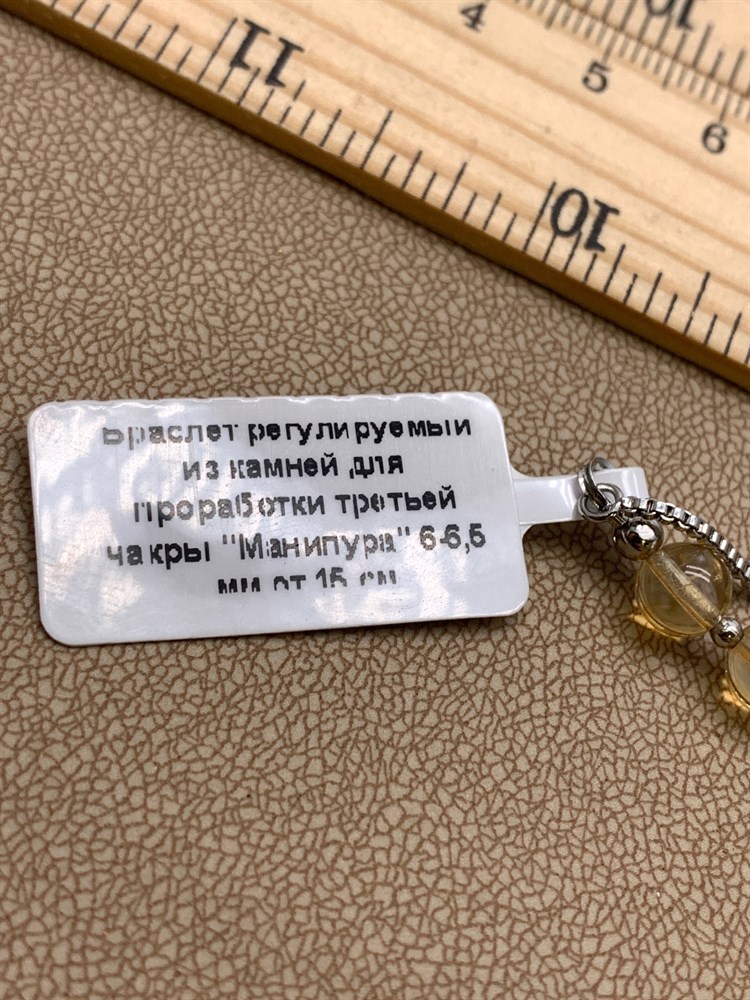 11
10
4
5
6
10
Браслет регулируемый
из камней для
Проработки третьей
чакры "Манипура" 6-6,5
мм от 15 см